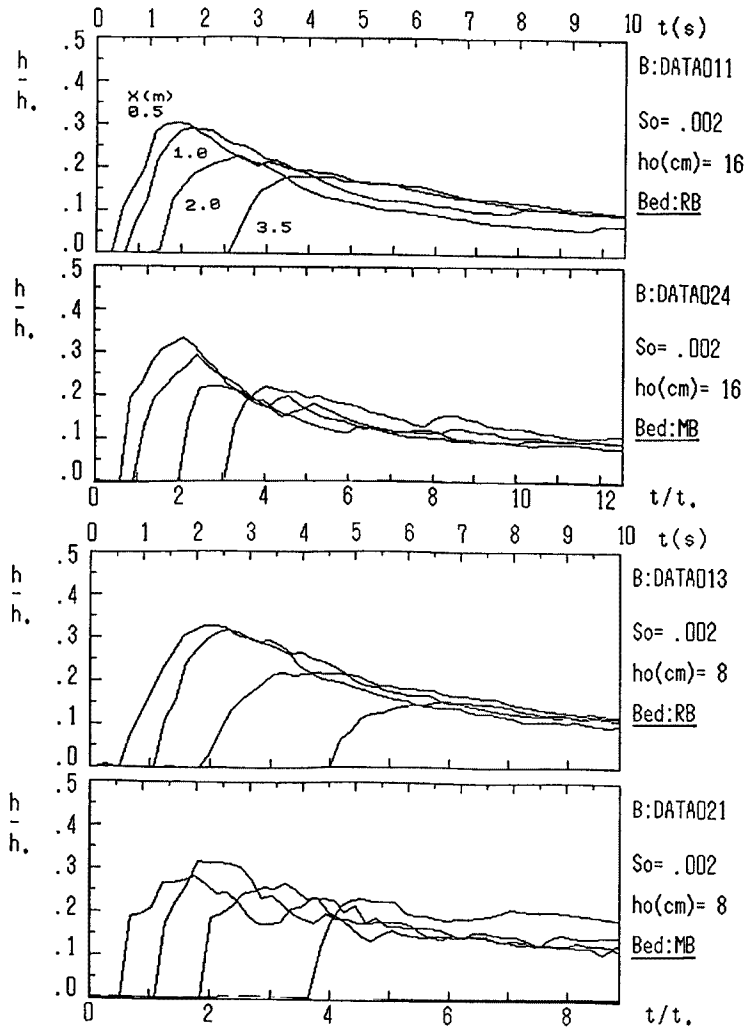 0 1 2 3 4 5 6 7 8 9 10 t(s)
h
h.
.5
.4
.3
.2
.1
.0
X(m)
0.5
1.0
2.0
3.5
B:DATA011
So= .002
ho(cm)= 16
Bed:RB
h
h.
.5
.4
.3
.2
.1
.0
B:DATA024
So= .002
ho(cm)= 16
Bed:MB
0 2 4 6 8 10 12 t/t.
0 1 2 3 4 5 6 7 8 9 10 t(s)
h
h.
.5
.4
.3
.2
.1
.0
B:DATA013
So= .002
ho(cm)= 8
Bed:RB
h
h.
.5
.4
.3
.2
.1
.0
B:DATA021
So= .002
ho(cm)= 8
Bed:MB
0 2 4 6 8 t/t.